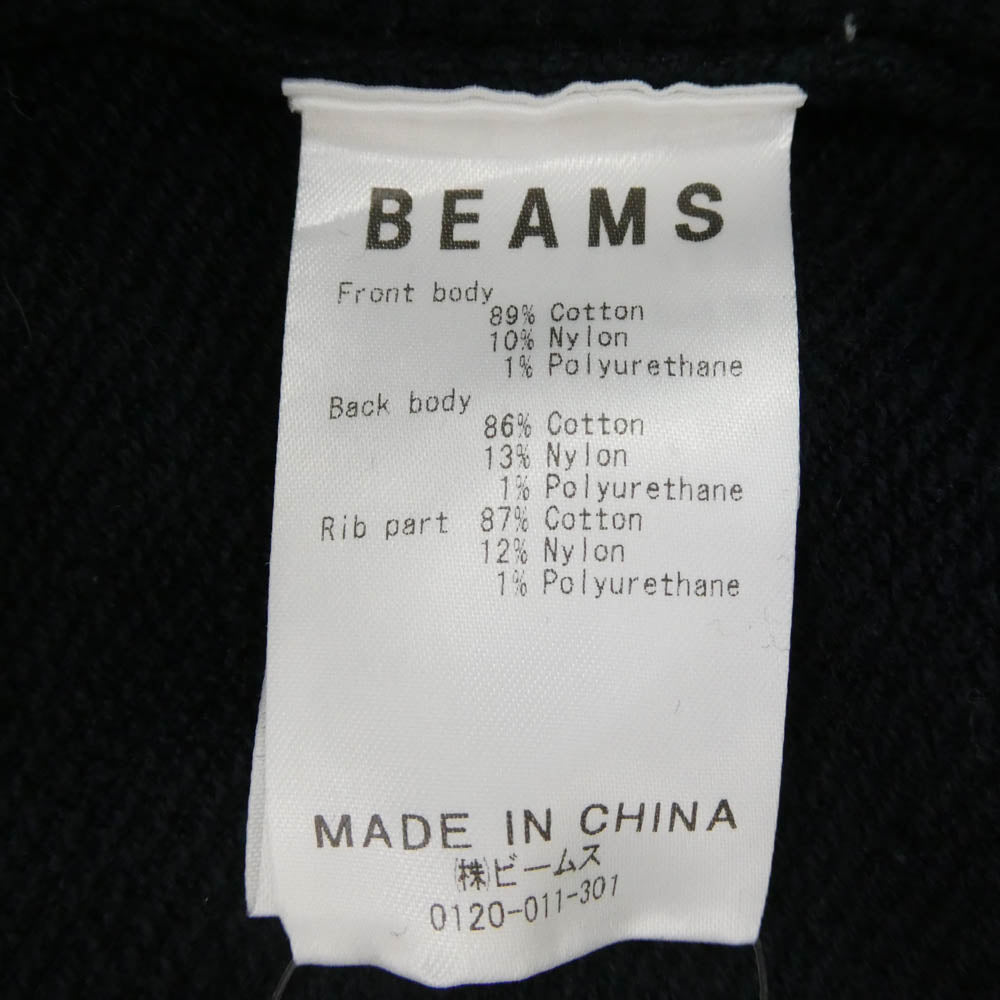 BEAMS
Front body
89% Cotton
10% Nylon
1% Polyurethane
Back body
86% Cotton
13% Nylon
1% Polyurethane
Rib part 87% Cotton
12% Nylon
1% Polyurethane
MADE IN CHINA
㈱ビームス
0120-011-301